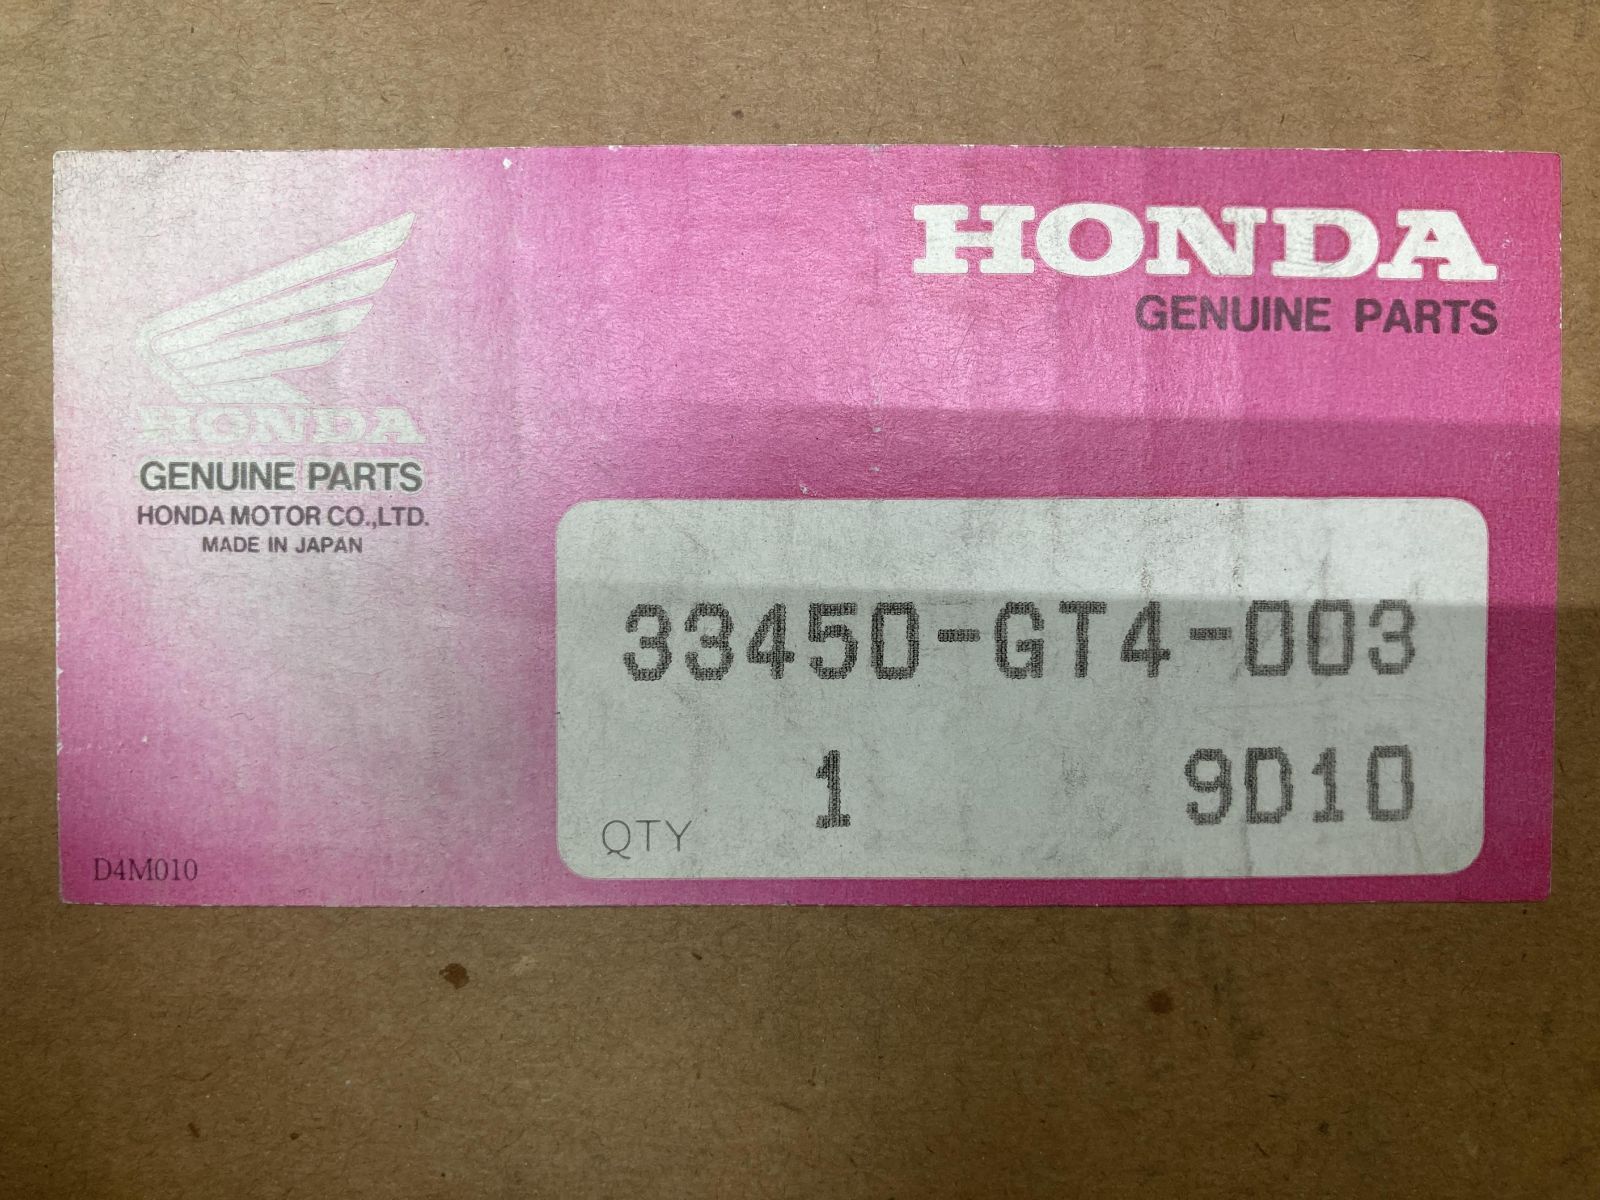 HONDA
GENUINE PARTS
HONDA
GENUINE PARTS
HONDA MOTOR CO.,LTD.
MADE IN JAPAN
33450-GT4-003
1 9D10
QTY
D4M010